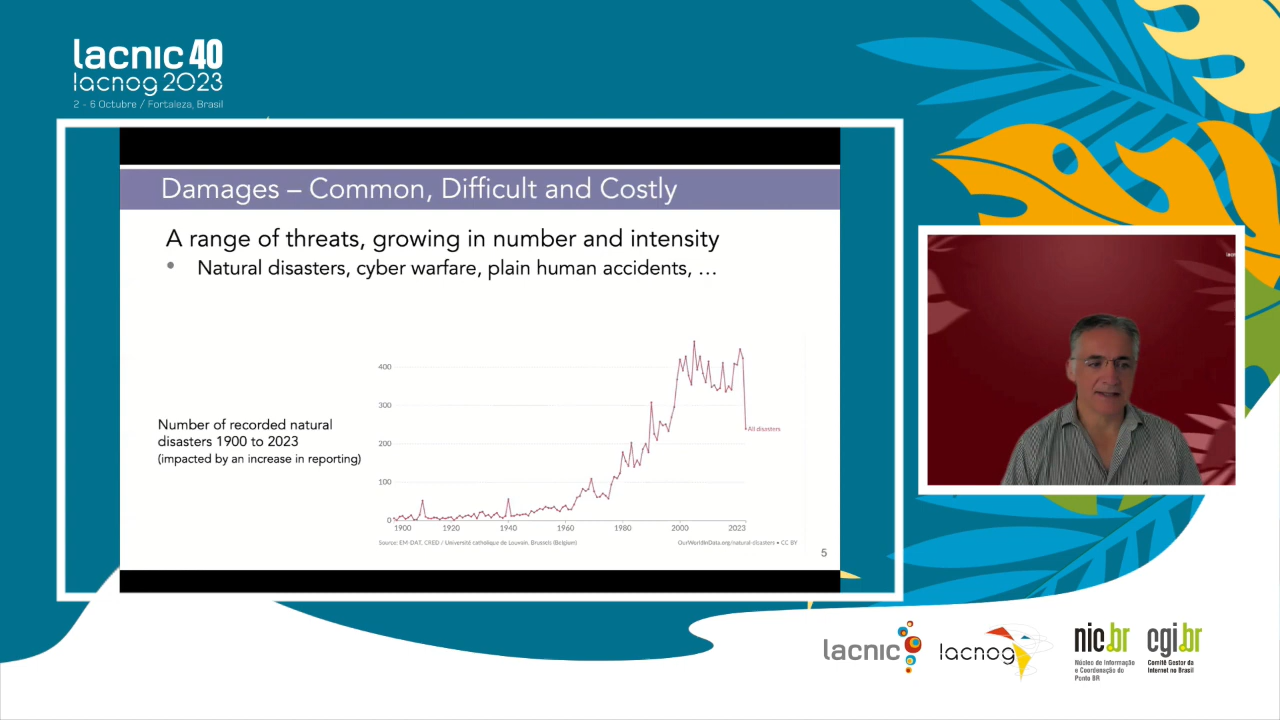 lacnic 40
lacnog 2023
2 - 6 Octubre / Fortaleza, Brasil
Damages – Common, Difficult and Costly
A range of threats, growing in number and intensity
• Natural disasters, cyber warfare, plain human accidents, …
Number of recorded natural
disasters 1900 to 2023
(impacted by an increase in reporting)
400
300
200
100
0
All disasters
1900 1920 1940 1960 1980 2000 2023
Source: EM-DAT, CRED / Université catholique de Louvain, Brussels (Belgium)
OurWorldInData.org/natural-disasters • CC BY
5
lacnic
lacnog
nic.br
Núcleo de Informação
e Coordenação do
Ponto BR
cgi.br
Comitê Gestor da
Internet no Brasil